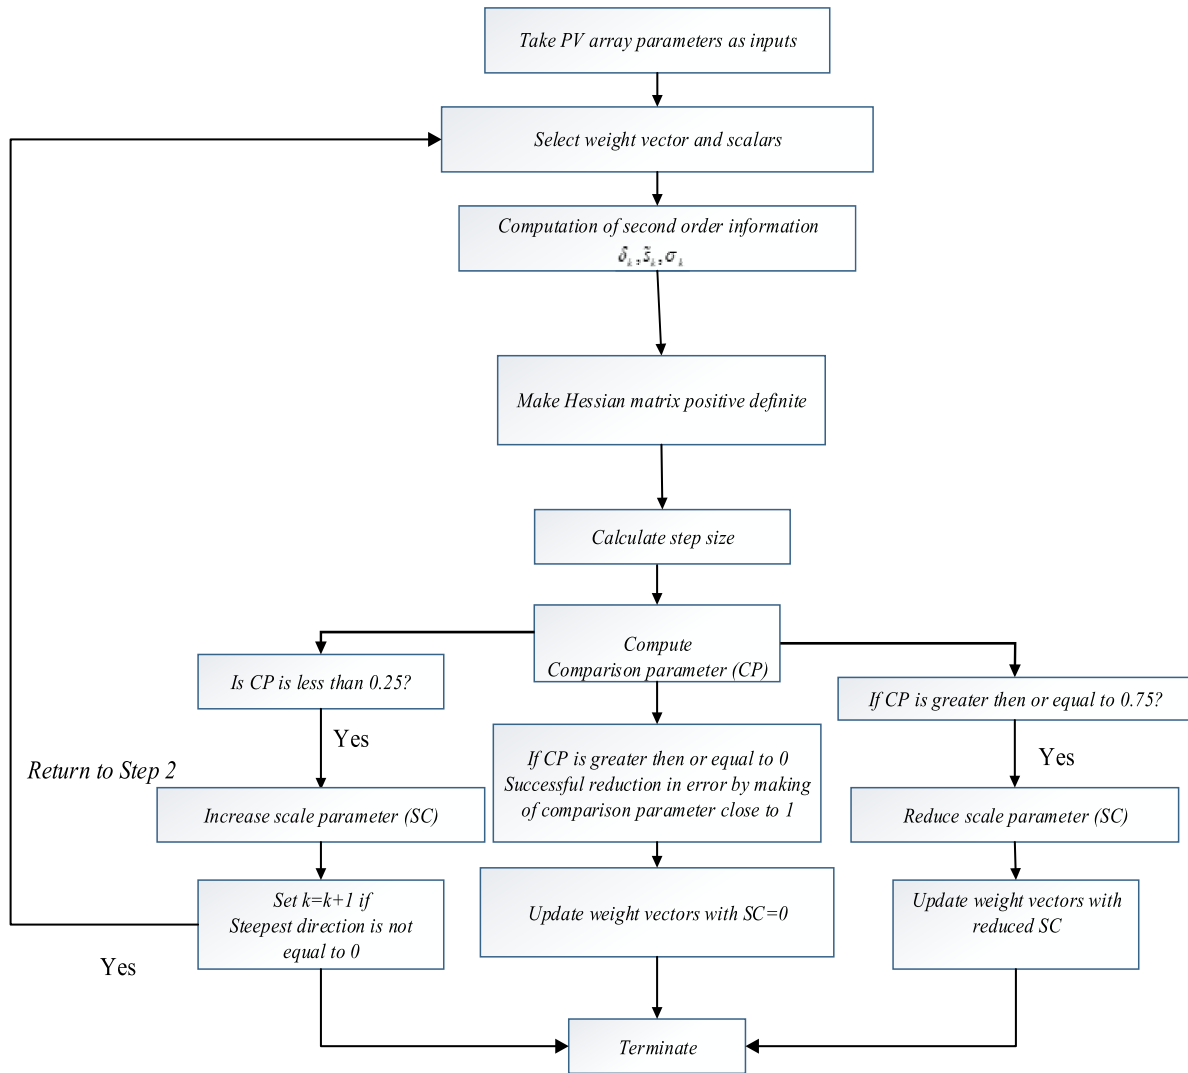 Take PV array parameters as inputs
Select weight vector and scalars
Computation of second order information
δ̄ₖ, s̃ₖ, σₖ
Make Hessian matrix positive definite
Calculate step size
Compute
Comparison parameter (CP)
Is CP is less than 0.25?
If CP is greater then or equal to 0.75?
Yes
If CP is greater then or equal to 0
Successful reduction in error by making
of comparison parameter close to 1
Yes
Return to Step 2
Increase scale parameter (SC)
Reduce scale parameter (SC)
Set k=k+1 if
Steepest direction is not
equal to 0
Update weight vectors with SC=0
Update weight vectors with
reduced SC
Yes
Terminate